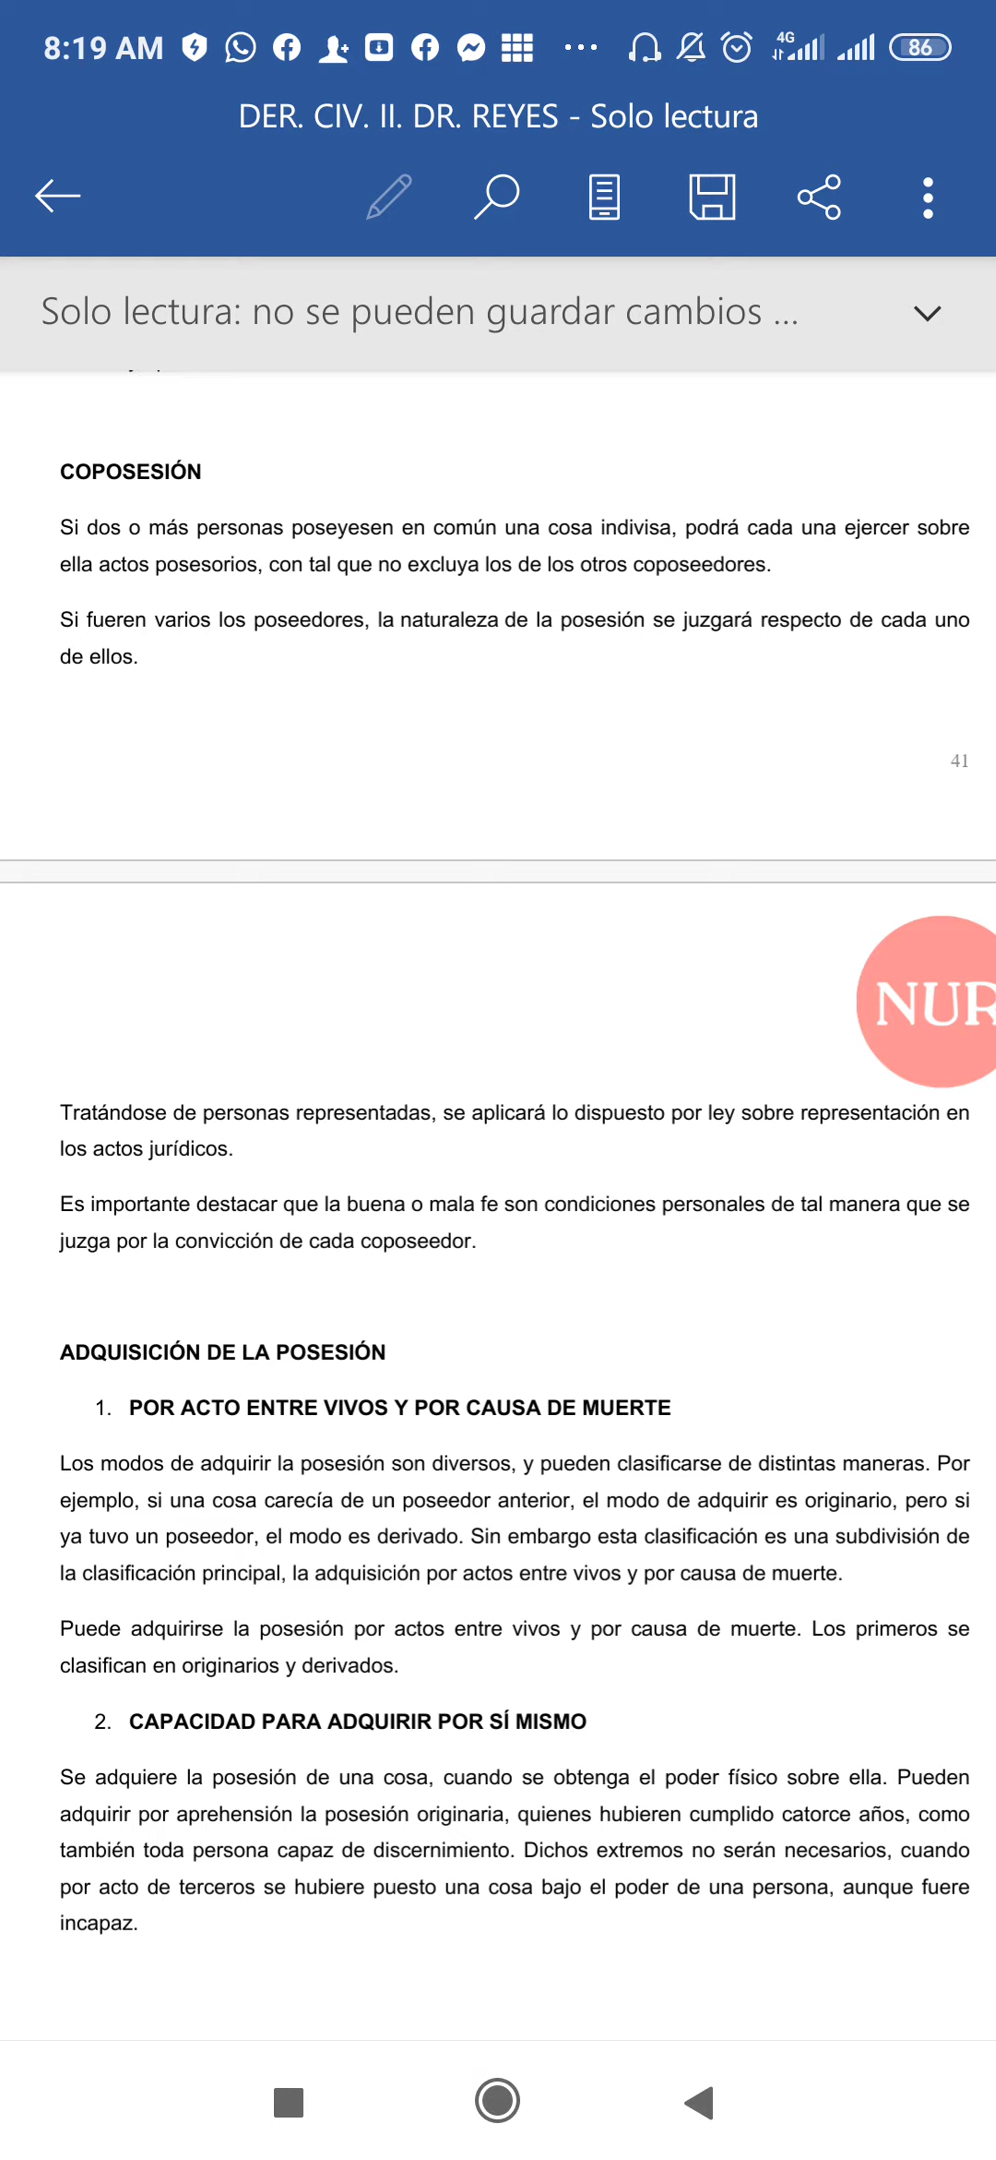 8:19 AM
4G
86
DER. CIV. II. DR. REYES - Solo lectura
Solo lectura: no se pueden guardar cambios ...
COPOSESIÓN
Si dos o más personas poseyesen en común una cosa indivisa, podrá cada una ejercer sobre
ella actos posesorios, con tal que no excluya los de los otros coposeedores.
Si fueren varios los poseedores, la naturaleza de la posesión se juzgará respecto de cada uno
de ellos.
41
NUR
Tratándose de personas representadas, se aplicará lo dispuesto por ley sobre representación en
los actos jurídicos.
Es importante destacar que la buena o mala fe son condiciones personales de tal manera que se
juzga por la convicción de cada coposeedor.
ADQUISICIÓN DE LA POSESIÓN
1. POR ACTO ENTRE VIVOS Y POR CAUSA DE MUERTE
Los modos de adquirir la posesión son diversos, y pueden clasificarse de distintas maneras. Por
ejemplo, si una cosa carecía de un poseedor anterior, el modo de adquirir es originario, pero si
ya tuvo un poseedor, el modo es derivado. Sin embargo esta clasificación es una subdivisión de
la clasificación principal, la adquisición por actos entre vivos y por causa de muerte.
Puede adquirirse la posesión por actos entre vivos y por causa de muerte. Los primeros se
clasifican en originarios y derivados.
2. CAPACIDAD PARA ADQUIRIR POR SÍ MISMO
Se adquiere la posesión de una cosa, cuando se obtenga el poder físico sobre ella. Pueden
adquirir por aprehensión la posesión originaria, quienes hubieren cumplido catorce años, como
también toda persona capaz de discernimiento. Dichos extremos no serán necesarios, cuando
por acto de terceros se hubiere puesto una cosa bajo el poder de una persona, aunque fuere
incapaz.